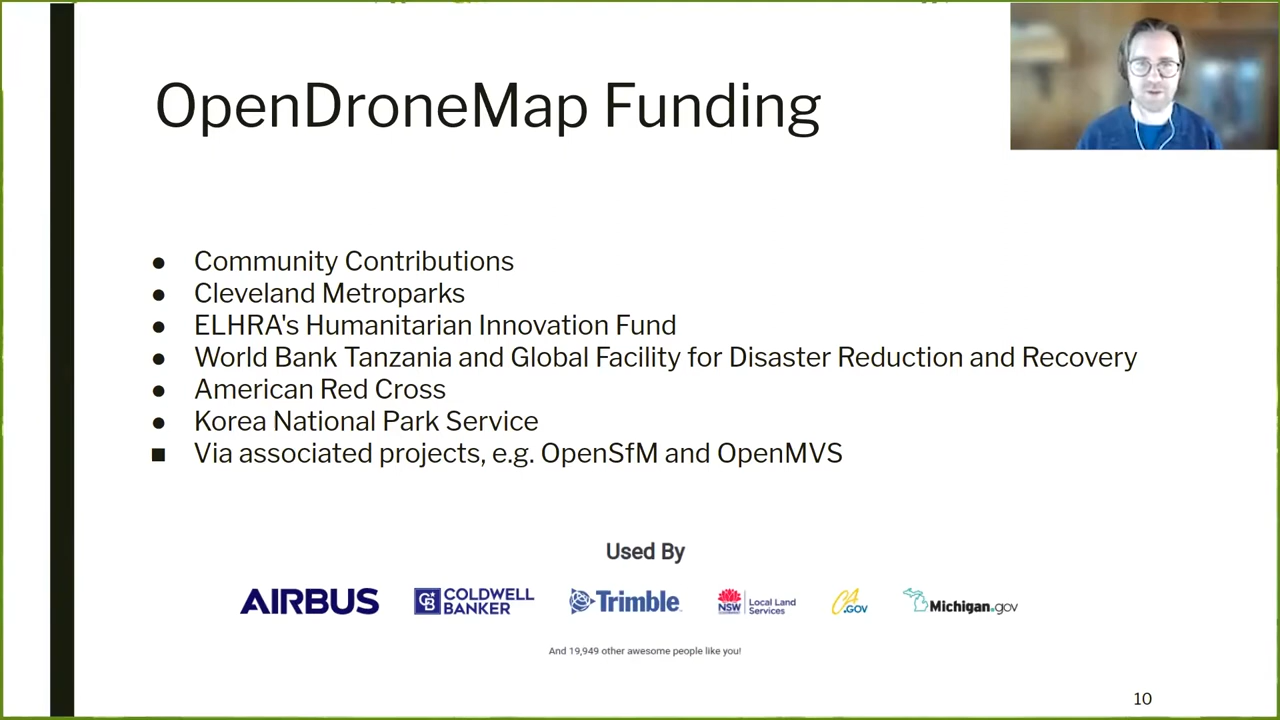 OpenDroneMap Funding
● Community Contributions
● Cleveland Metroparks
● ELHRA's Humanitarian Innovation Fund
● World Bank Tanzania and Global Facility for Disaster Reduction and Recovery
● American Red Cross
● Korea National Park Service
■ Via associated projects, e.g. OpenSfM and OpenMVS
Used By
AIRBUS
CB
COLDWELL
BANKER
Trimble
NSW
Local Land
Services
CA
.GOV
Michigan.gov
And 19,949 other awesome people like you!
10